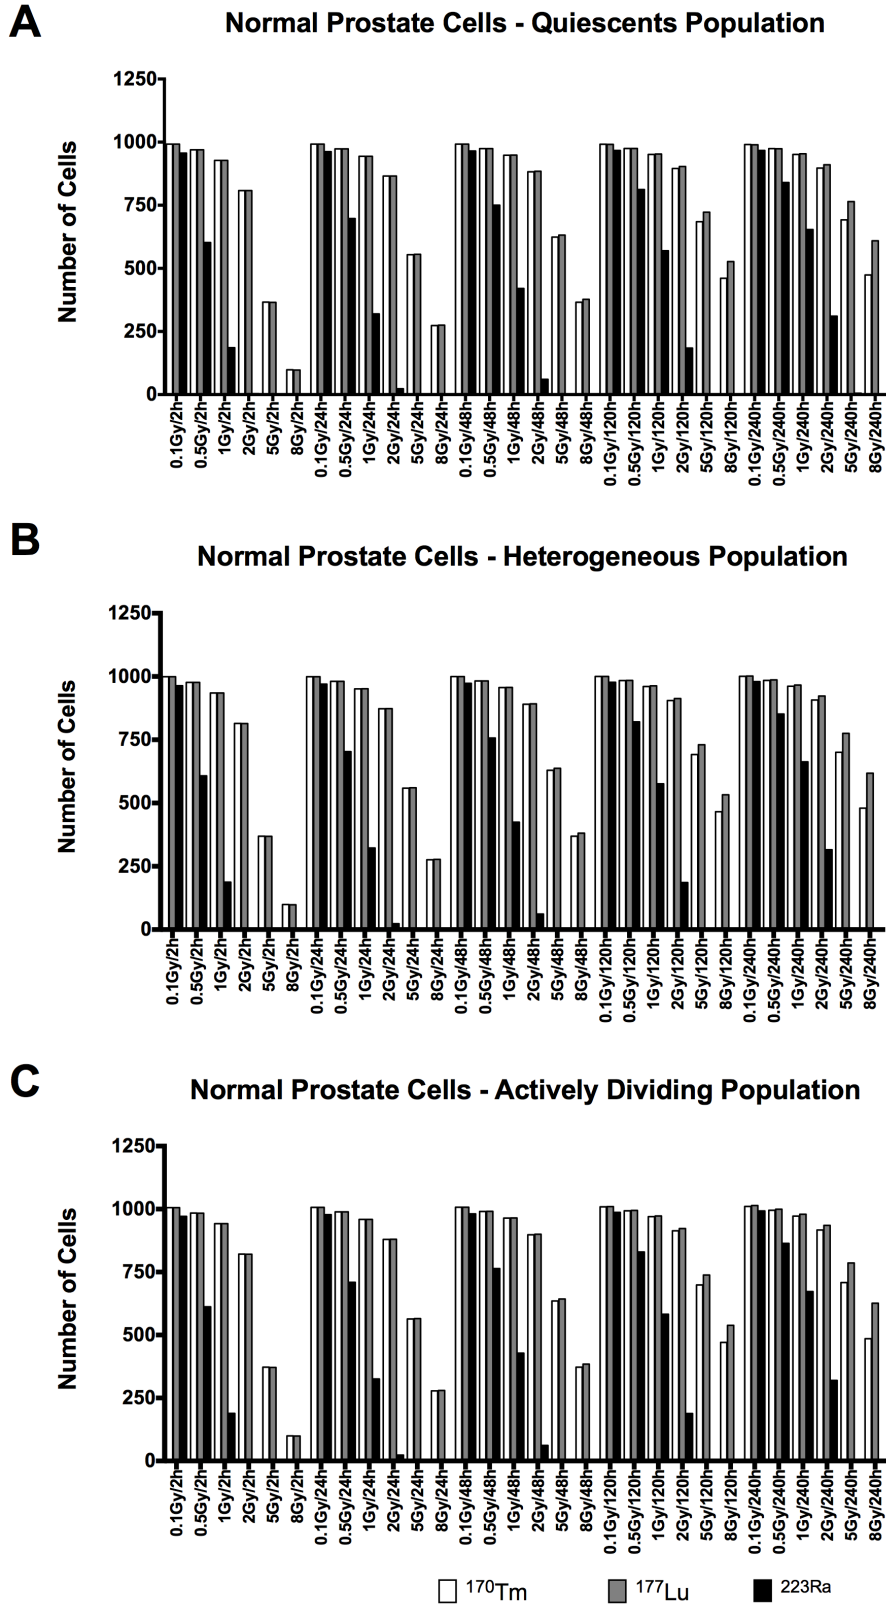 A
Normal Prostate Cells - Quiescents Population
Number of Cells
1250
1000
750
500
250
0
0.1Gy/2h
0.5Gy/2h
1Gy/2h
2Gy/2h
5Gy/2h
8Gy/2h
0.1Gy/24h
0.5Gy/24h
1Gy/24h
2Gy/24h
5Gy/24h
8Gy/24h
0.1Gy/48h
0.5Gy/48h
1Gy/48h
2Gy/48h
5Gy/48h
8Gy/48h
0.1Gy/120h
0.5Gy/120h
1Gy/120h
2Gy/120h
5Gy/120h
8Gy/120h
0.1Gy/240h
0.5Gy/240h
1Gy/240h
2Gy/240h
5Gy/240h
8Gy/240h
B
Normal Prostate Cells - Heterogeneous Population
Number of Cells
1250
1000
750
500
250
0
0.1Gy/2h
0.5Gy/2h
1Gy/2h
2Gy/2h
5Gy/2h
8Gy/2h
0.1Gy/24h
0.5Gy/24h
1Gy/24h
2Gy/24h
5Gy/24h
8Gy/24h
0.1Gy/48h
0.5Gy/48h
1Gy/48h
2Gy/48h
5Gy/48h
8Gy/48h
0.1Gy/120h
0.5Gy/120h
1Gy/120h
2Gy/120h
5Gy/120h
8Gy/120h
0.1Gy/240h
0.5Gy/240h
1Gy/240h
2Gy/240h
5Gy/240h
8Gy/240h
C
Normal Prostate Cells - Actively Dividing Population
Number of Cells
1250
1000
750
500
250
0
0.1Gy/2h
0.5Gy/2h
1Gy/2h
2Gy/2h
5Gy/2h
8Gy/2h
0.1Gy/24h
0.5Gy/24h
1Gy/24h
2Gy/24h
5Gy/24h
8Gy/24h
0.1Gy/48h
0.5Gy/48h
1Gy/48h
2Gy/48h
5Gy/48h
8Gy/48h
0.1Gy/120h
0.5Gy/120h
1Gy/120h
2Gy/120h
5Gy/120h
8Gy/120h
0.1Gy/240h
0.5Gy/240h
1Gy/240h
2Gy/240h
5Gy/240h
8Gy/240h
¹⁷⁰Tm ¹⁷⁷Lu ²²³Ra